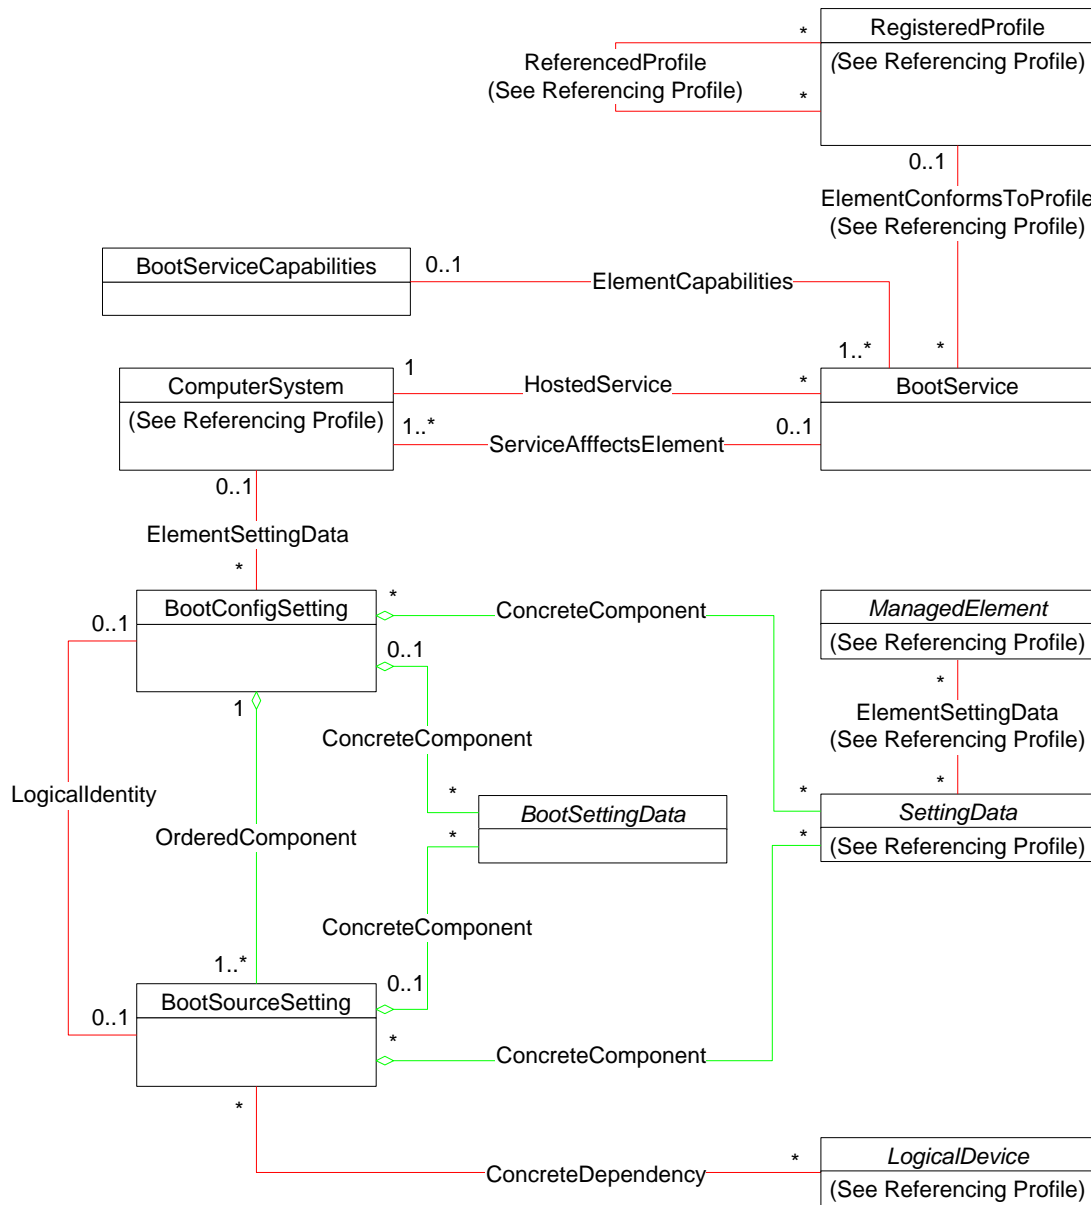 *
RegisteredProfile
ReferencedProfile
(See Referencing Profile)
(See Referencing Profile)
*
0..1
ElementConformsToProfile
(See Referencing Profile)
BootServiceCapabilities
0..1
ElementCapabilities
1..*
*
ComputerSystem
(See Referencing Profile)
1
HostedService
*
BootService
1..*
ServiceAfffectsElement
0..1
0..1
ElementSettingData
*
BootConfigSetting
*
ConcreteComponent
ManagedElement
(See Referencing Profile)
0..1
0..1
*
1
ElementSettingData
(See Referencing Profile)
ConcreteComponent
*
LogicalIdentity
*
*
BootSettingData
SettingData
(See Referencing Profile)
OrderedComponent
*
*
ConcreteComponent
1..*
0..1
BootSourceSetting
0..1
*
ConcreteComponent
*
*
ConcreteDependency
LogicalDevice
(See Referencing Profile)